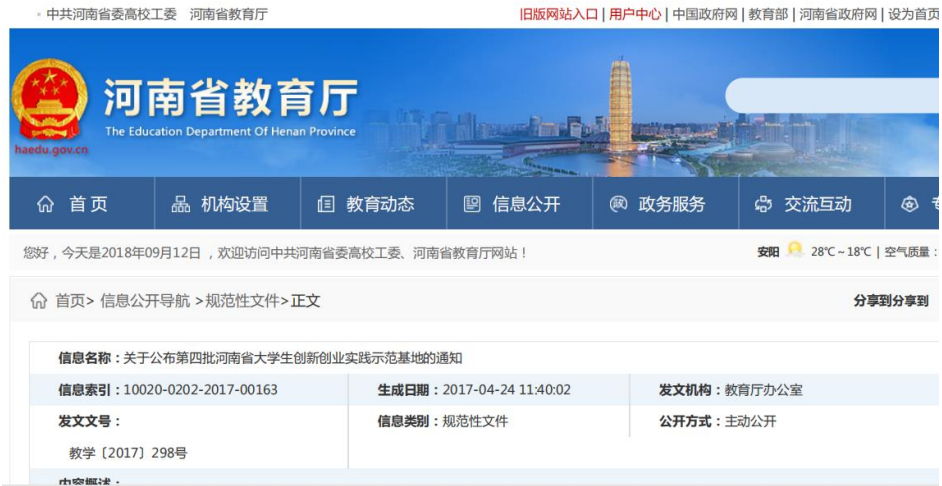 中共河南省委高校工委 河南省教育厅 旧版网站入口 | 用户中心 | 中国政府网 | 教育部 | 河南省政府网 | 设为首页
河南省教育厅
The Education Department Of Henan Province
haedu.gov.cn
首页 机构设置 教育动态 信息公开 政务服务 交流互动
您好，今天是2018年09月12日 ，欢迎访问中共河南省委高校工委、河南省教育厅网站！ 安阳 28℃～18℃ | 空气质量：
首页> 信息公开导航 >规范性文件>正文 分享到分享到
信息名称：关于公布第四批河南省大学生创新创业实践示范基地的通知
信息索引：10020-0202-2017-00163 生成日期：2017-04-24 11:40:02 发文机构：教育厅办公室
发文文号： 信息类别：规范性文件 公开方式：主动公开
教学〔2017〕298号
内容概述：